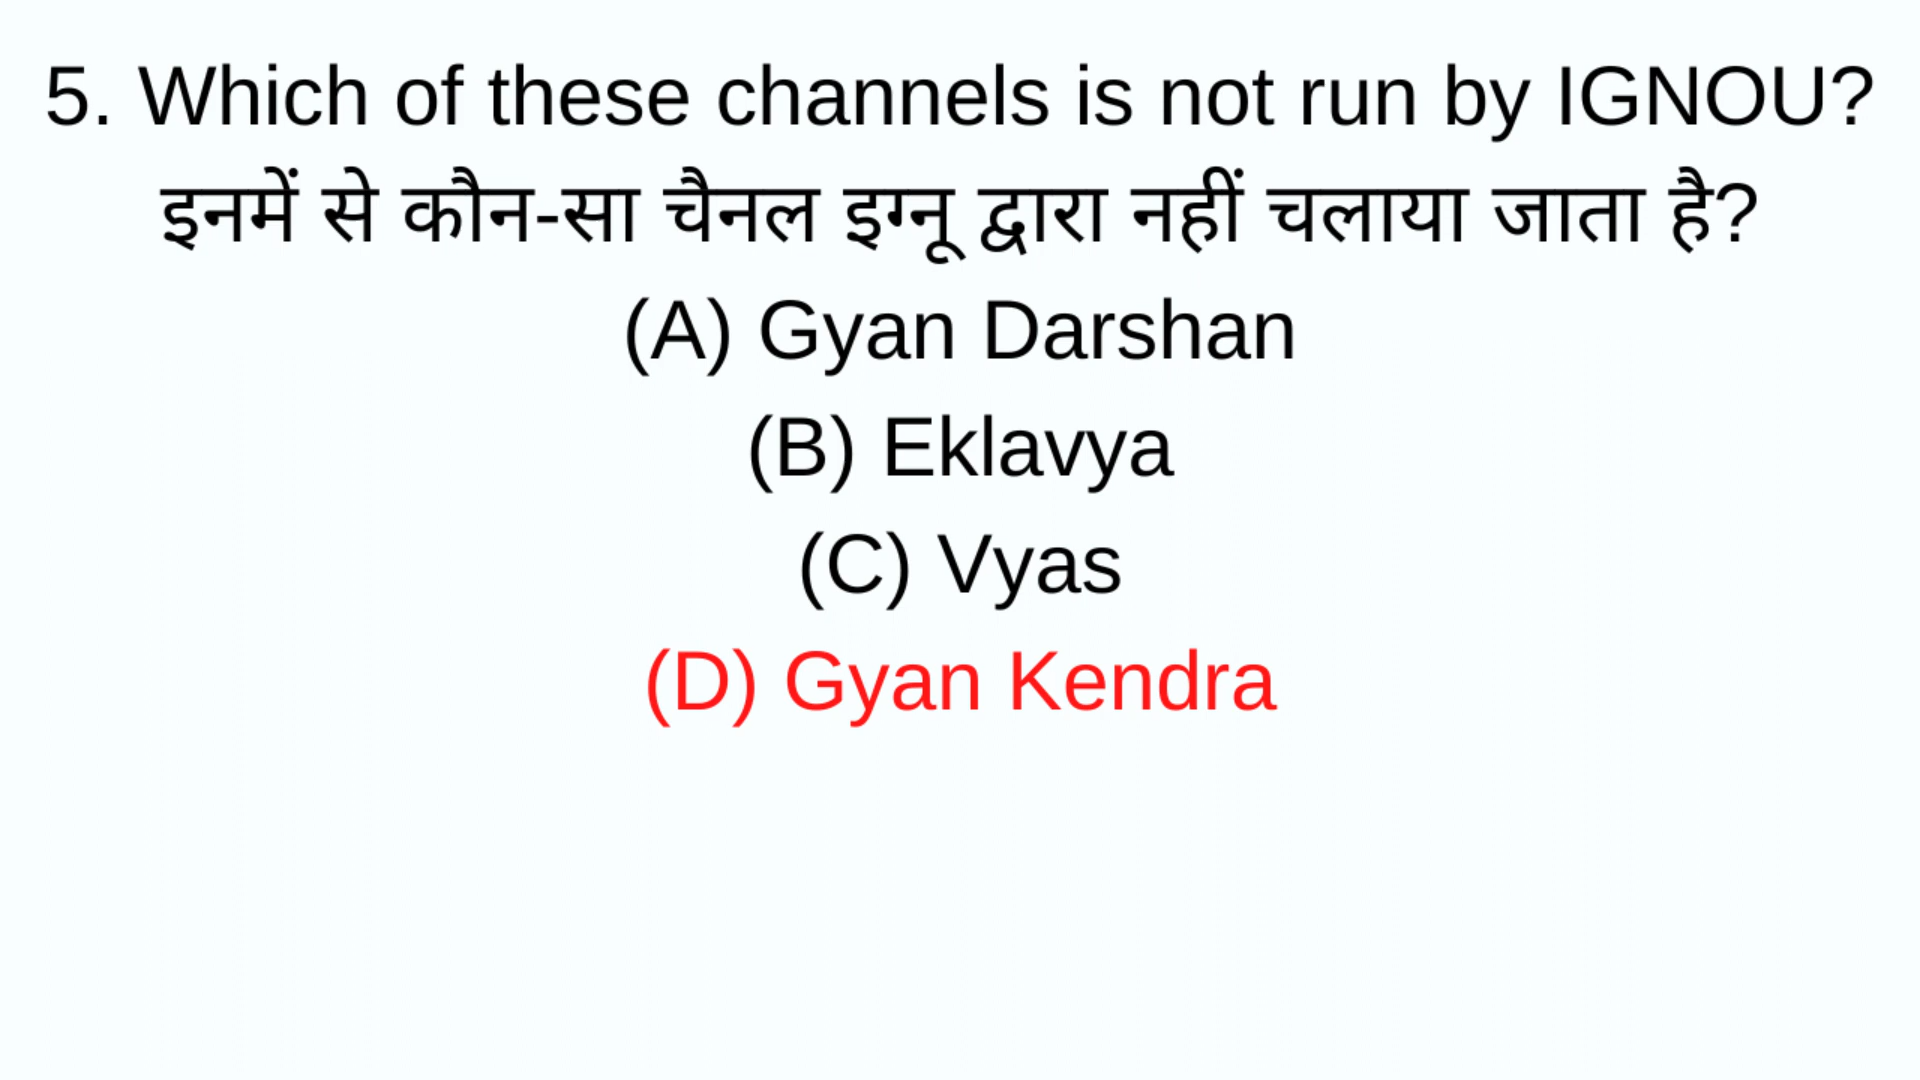 5. Which of these channels is not run by IGNOU?
इनमें से कौन-सा चैनल इग्नू द्वारा नहीं चलाया जाता है?
(A) Gyan Darshan
(B) Eklavya
(C) Vyas
(D) Gyan Kendra